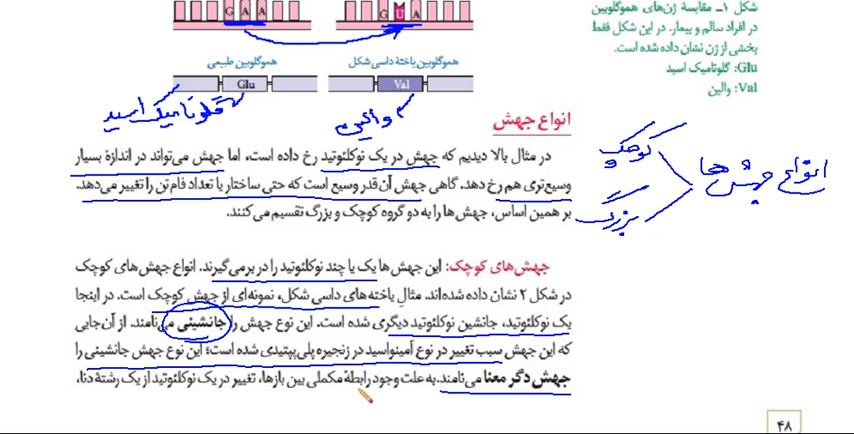 شکل ۱ـ مقایسهٔ ژن‌های هموگلوبین
در افراد سالم و بیمار. در این شکل فقط
بخشی از ژن نشان داده شده است.
Glu: گلوتامیک اسید
Val: والین
G A A
G U A
هموگلوبین طبیعی
هموگلوبین یاختهٔ داسی شکل
Glu
Val
گلوتامیک اسید
والین
انواع جهش
در مثال بالا دیدیم که جهش در یک نوکلئوتید رخ داده است، اما جهش می‌تواند در اندازهٔ بسیار
وسیع‌تری هم رخ دهد. گاهی جهش آن‌قدر وسیع است که حتی ساختار یا تعداد فام‌تن را تغییر می‌دهد.
بر همین اساس، جهش‌ها را به دو گروه کوچک و بزرگ تقسیم می‌کنند.
انواع جهش ها
کوچک
بزرگ
جهش‌های کوچک: این جهش‌ها یک یا چند نوکلئوتید را در بر می‌گیرند. انواع جهش‌های کوچک
در شکل ۲ نشان داده شده‌اند. مثالِ یاخته‌های داسی شکل، نمونه‌ای از جهش کوچک است. در اینجا
یک نوکلئوتید، جانشین نوکلئوتید دیگری شده است. این نوع جهش را جانشینی می‌نامند. از آن‌جایی
که این جهش سبب تغییر در نوع آمینواسید در زنجیره پلی‌پپتیدی شده است؛ این نوع جهش جانشینی را
جهش دگر معنا می‌نامند. به علت وجود رابطهٔ مکملی بین بازها، تغییر در یک نوکلئوتید از یک رشتهٔ دنا،
۴۸